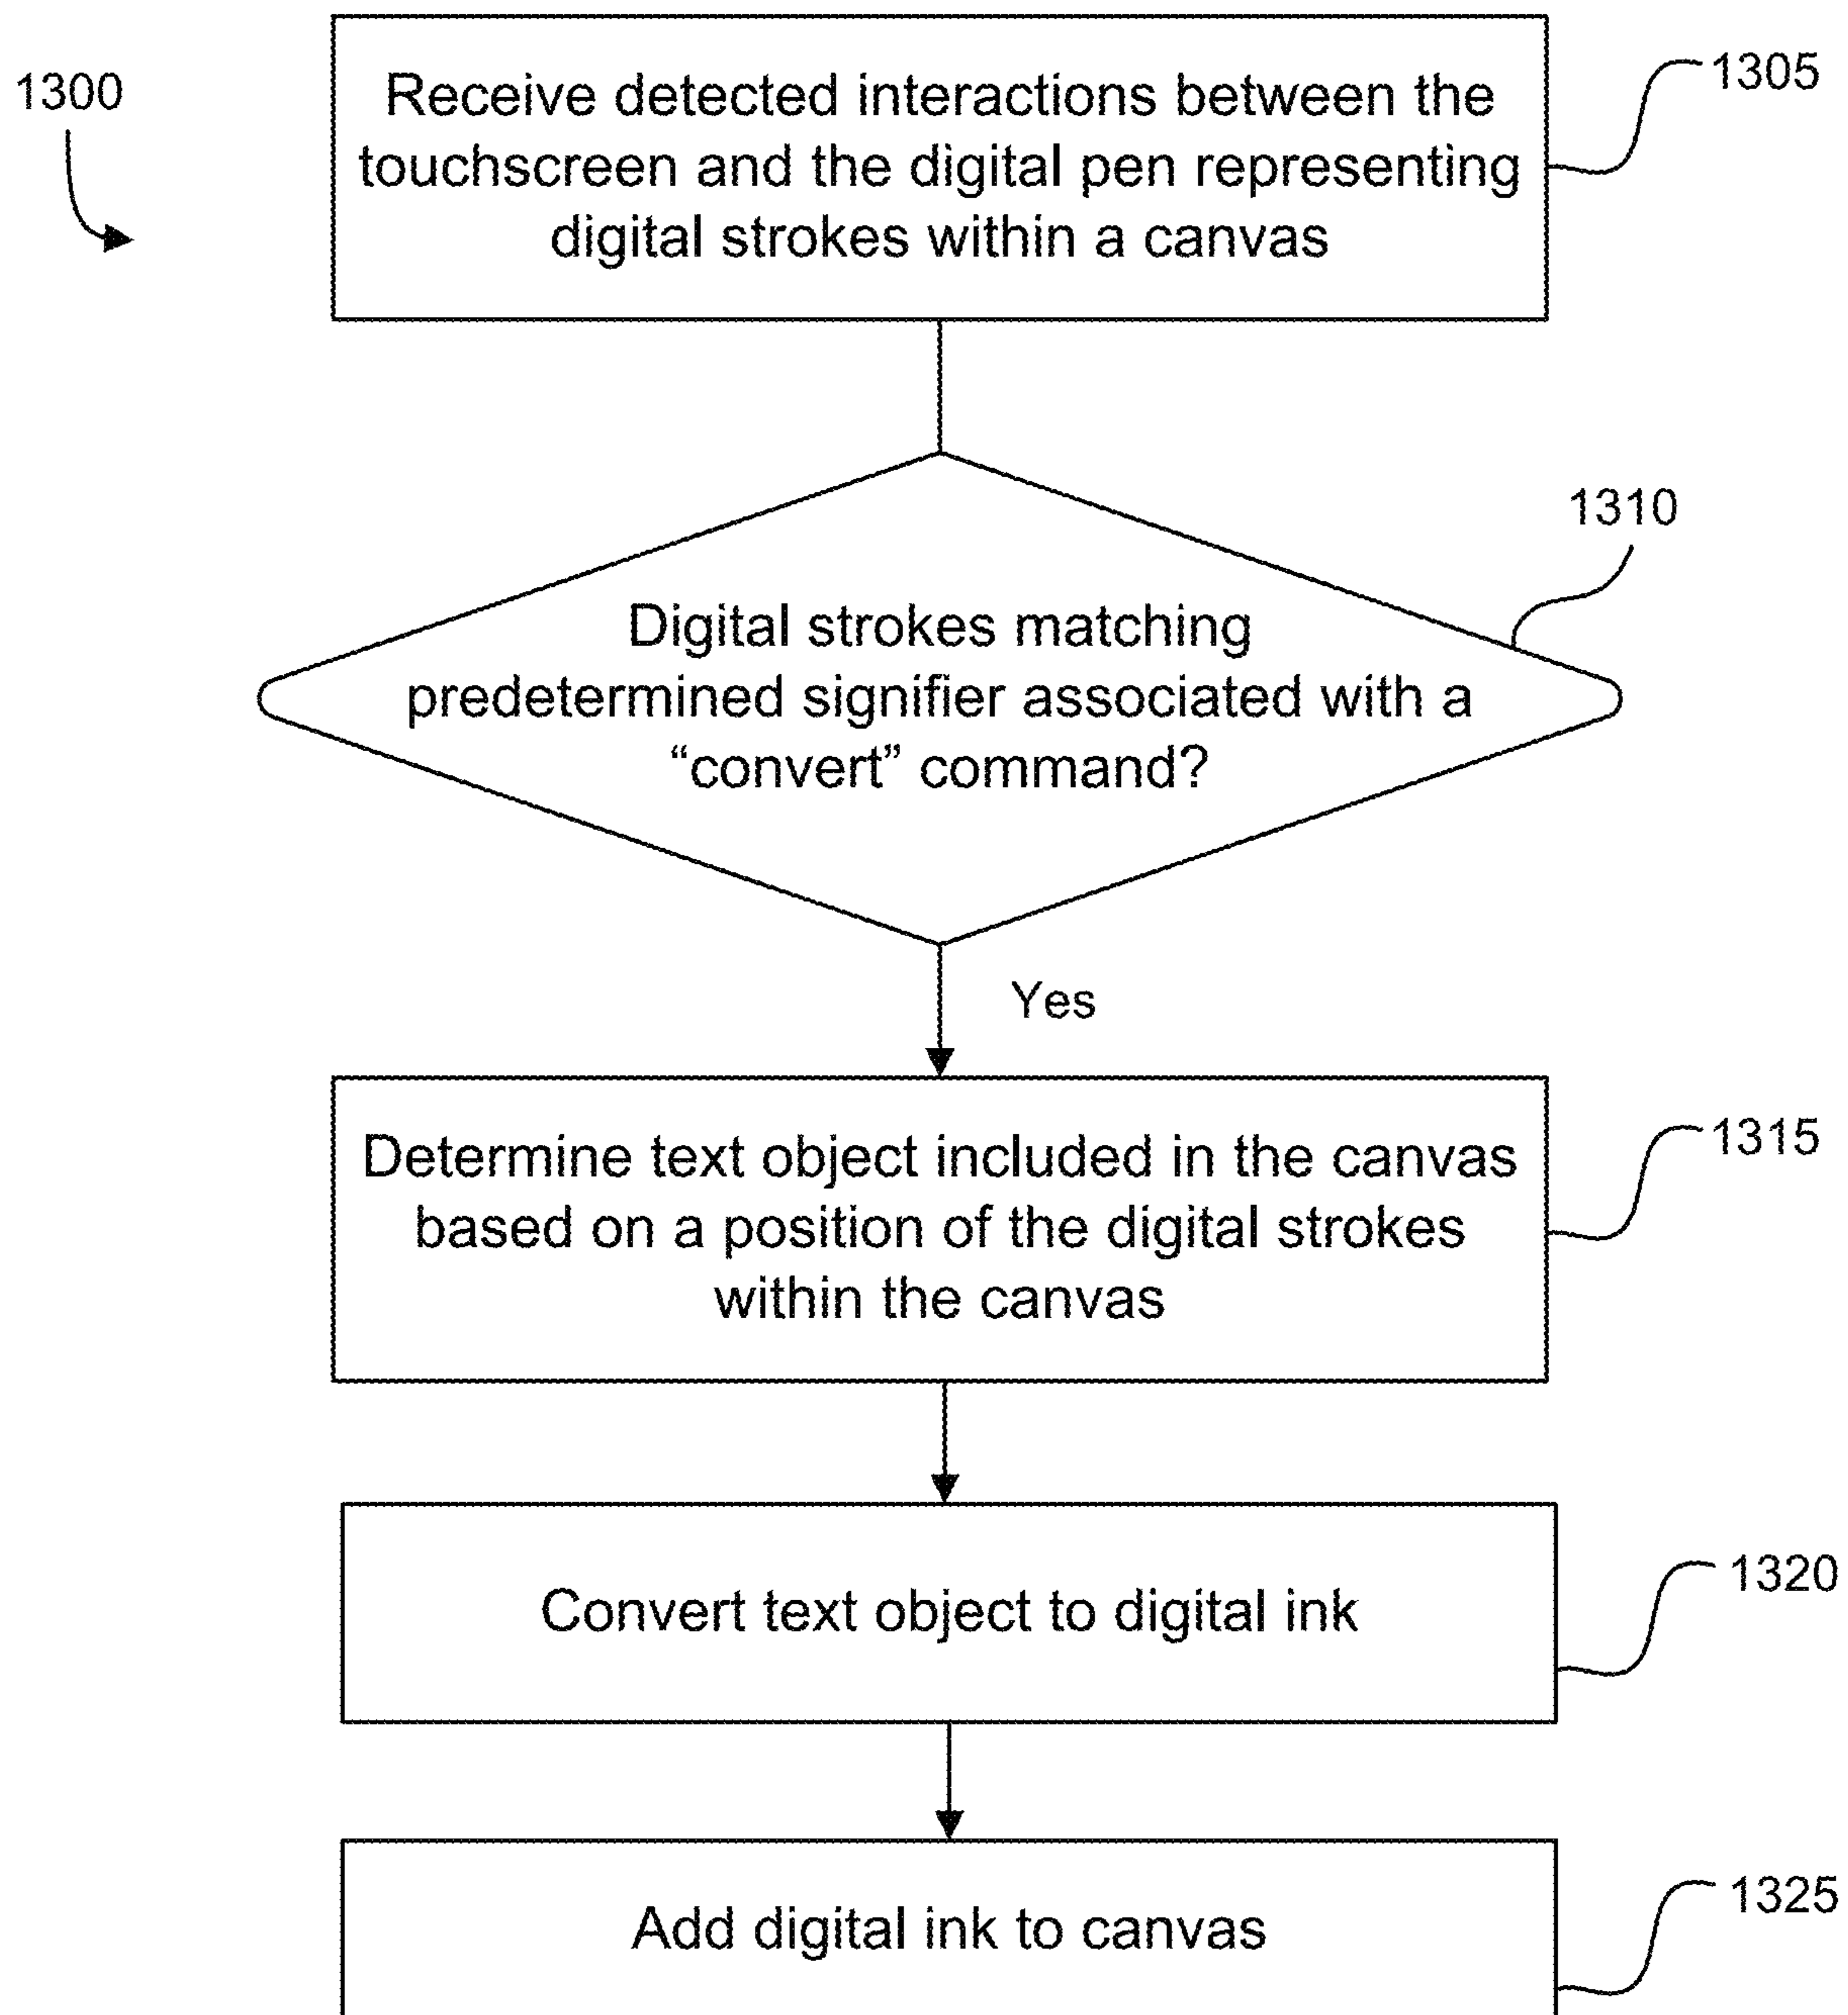 1300
Receive detected interactions between the
touchscreen and the digital pen representing
digital strokes within a canvas
1305
1310
Digital strokes matching
predetermined signifier associated with a
“convert” command?
Yes
Determine text object included in the canvas
based on a position of the digital strokes
within the canvas
1315
Convert text object to digital ink
1320
Add digital ink to canvas
1325